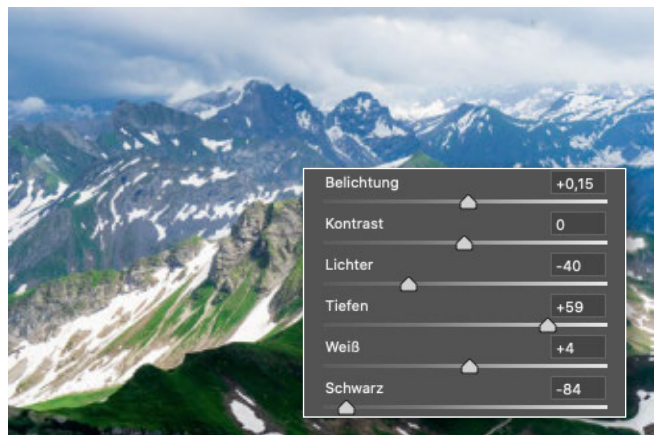 Belichtung +0,15
Kontrast 0
Lichter -40
Tiefen +59
Weiß +4
Schwarz -84